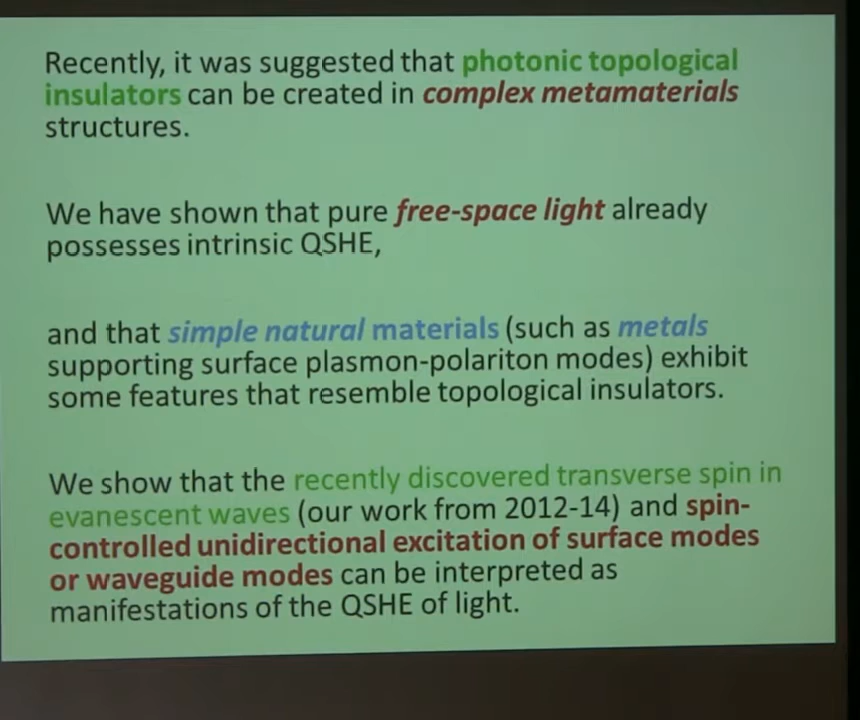 Recently, it was suggested that photonic topological
insulators can be created in complex metamaterials
structures.
We have shown that pure free-space light already
possesses intrinsic QSHE,
and that simple natural materials (such as metals
supporting surface plasmon-polariton modes) exhibit
some features that resemble topological insulators.
We show that the recently discovered transverse spin in
evanescent waves (our work from 2012-14) and spin-
controlled unidirectional excitation of surface modes
or waveguide modes can be interpreted as
manifestations of the QSHE of light.